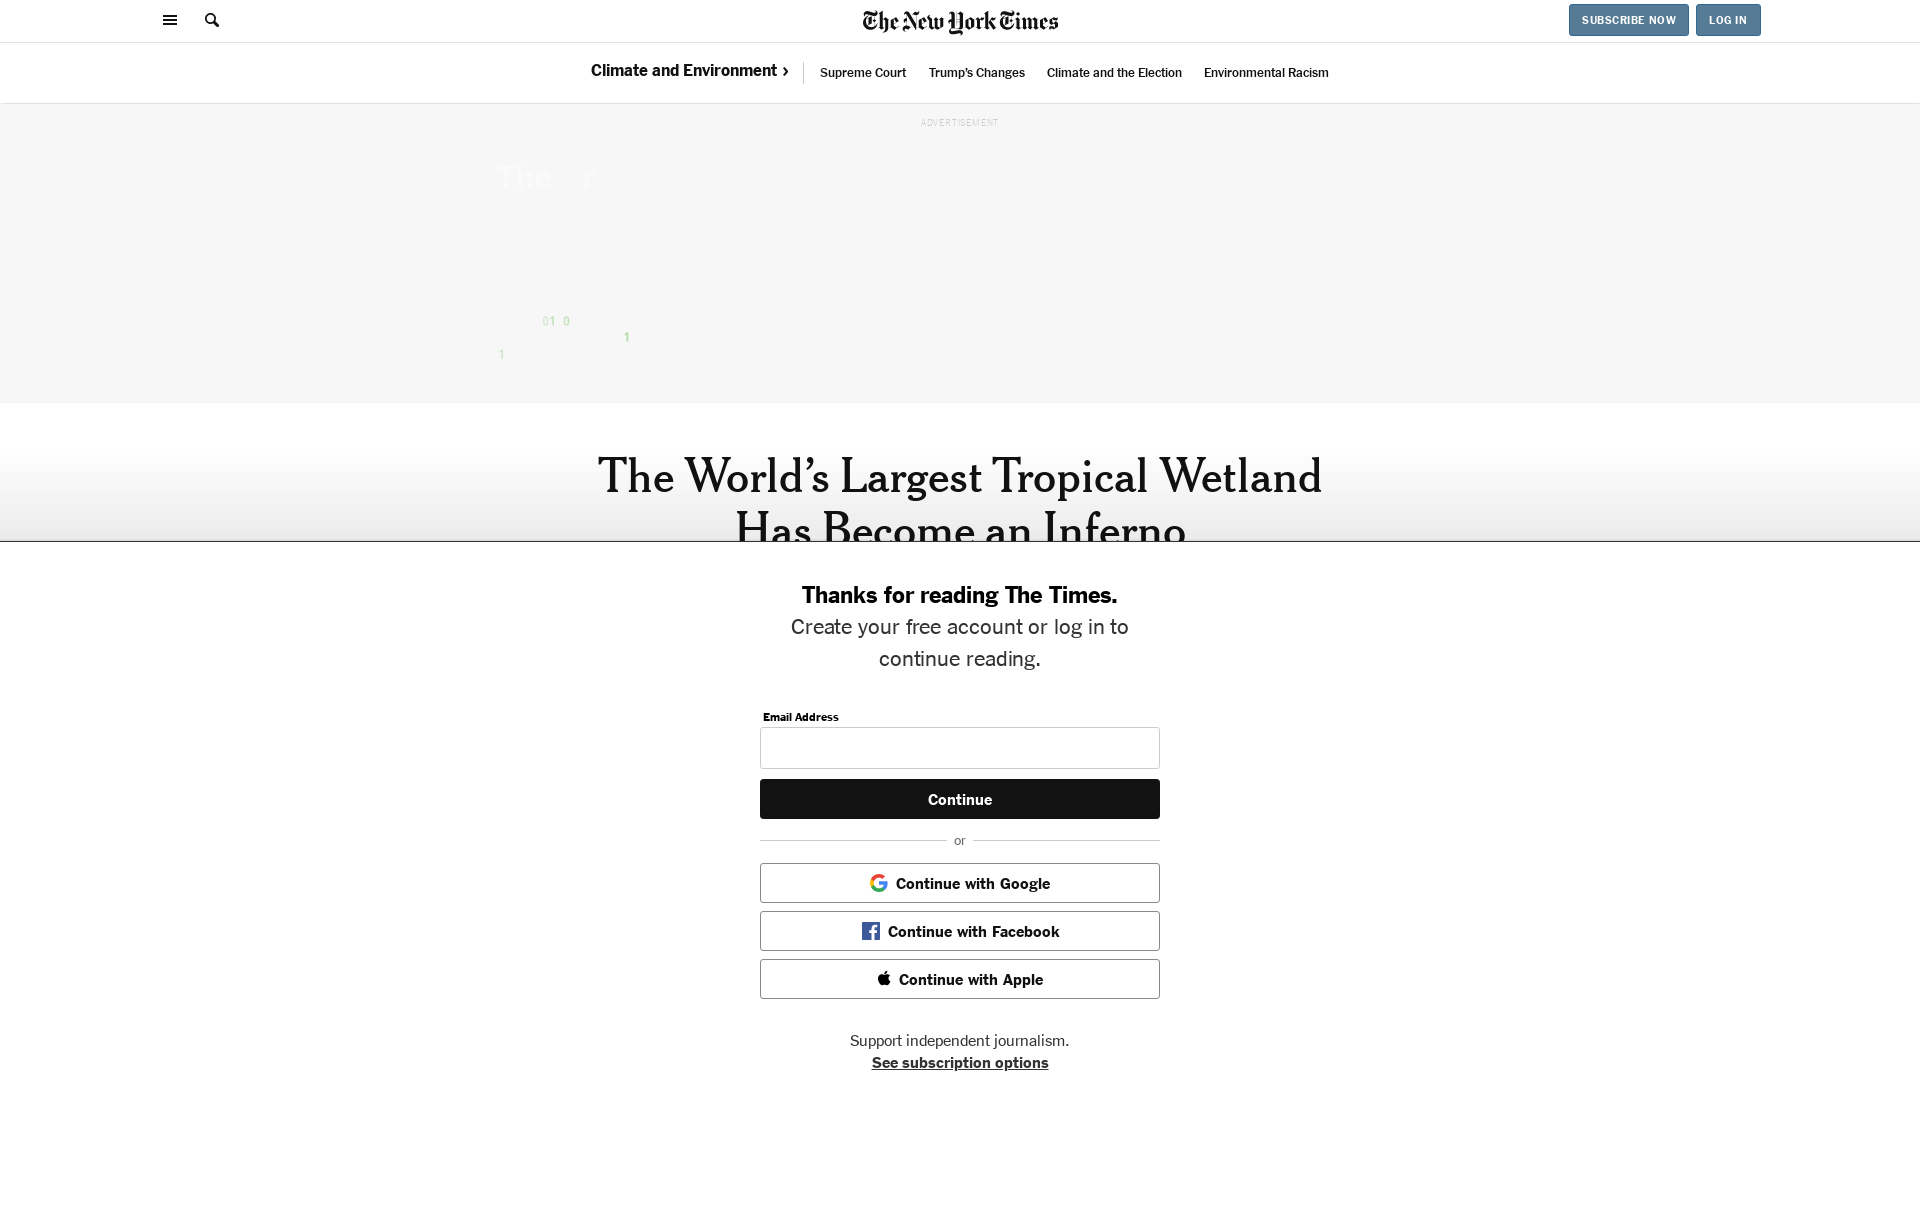 The New York Times
SUBSCRIBE NOW
LOG IN
Climate and Environment ›
Supreme Court
Trump's Changes
Climate and the Election
Environmental Racism
ADVERTISEMENT
The r
01 0
1
1
The World’s Largest Tropical Wetland
Has Become an Inferno
Thanks for reading The Times.
Create your free account or log in to
continue reading.
Email Address
Continue
or
Continue with Google
Continue with Facebook
Continue with Apple
Support independent journalism.
See subscription options